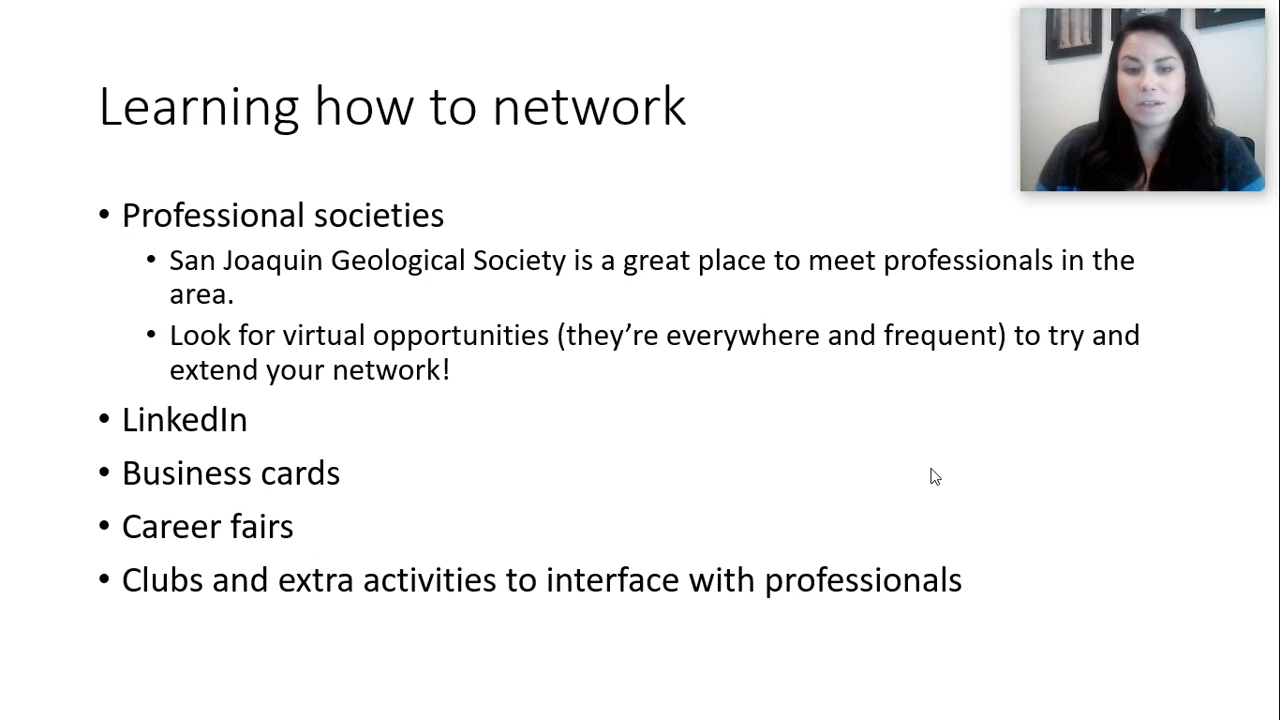 Learning how to network
• Professional societies
• San Joaquin Geological Society is a great place to meet professionals in the
area.
• Look for virtual opportunities (they’re everywhere and frequent) to try and
extend your network!
• LinkedIn
• Business cards
• Career fairs
• Clubs and extra activities to interface with professionals